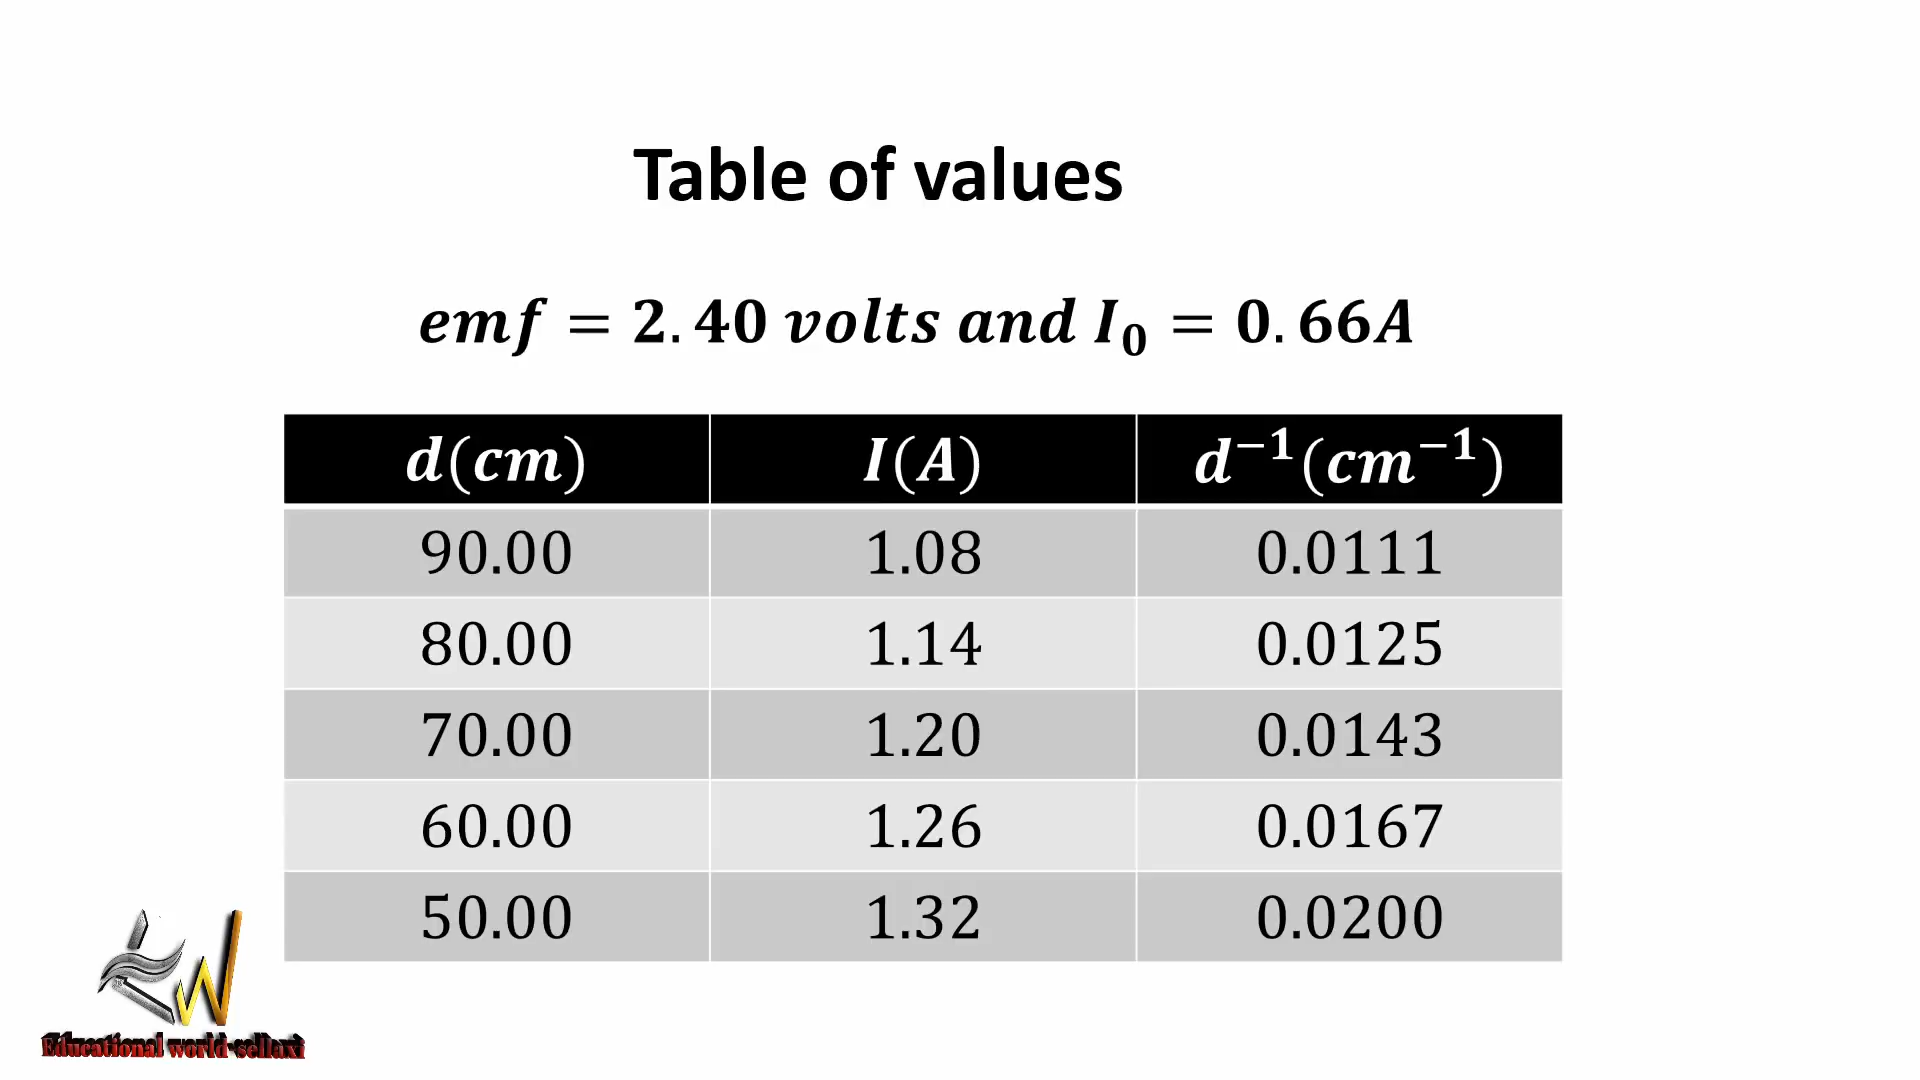 Table of values
emf = 2.40 volts and I₀ = 0.66A
d(cm) I(A) d⁻¹(cm⁻¹)
90.00 1.08 0.0111
80.00 1.14 0.0125
70.00 1.20 0.0143
60.00 1.26 0.0167
50.00 1.32 0.0200
Educational world-sellaxi